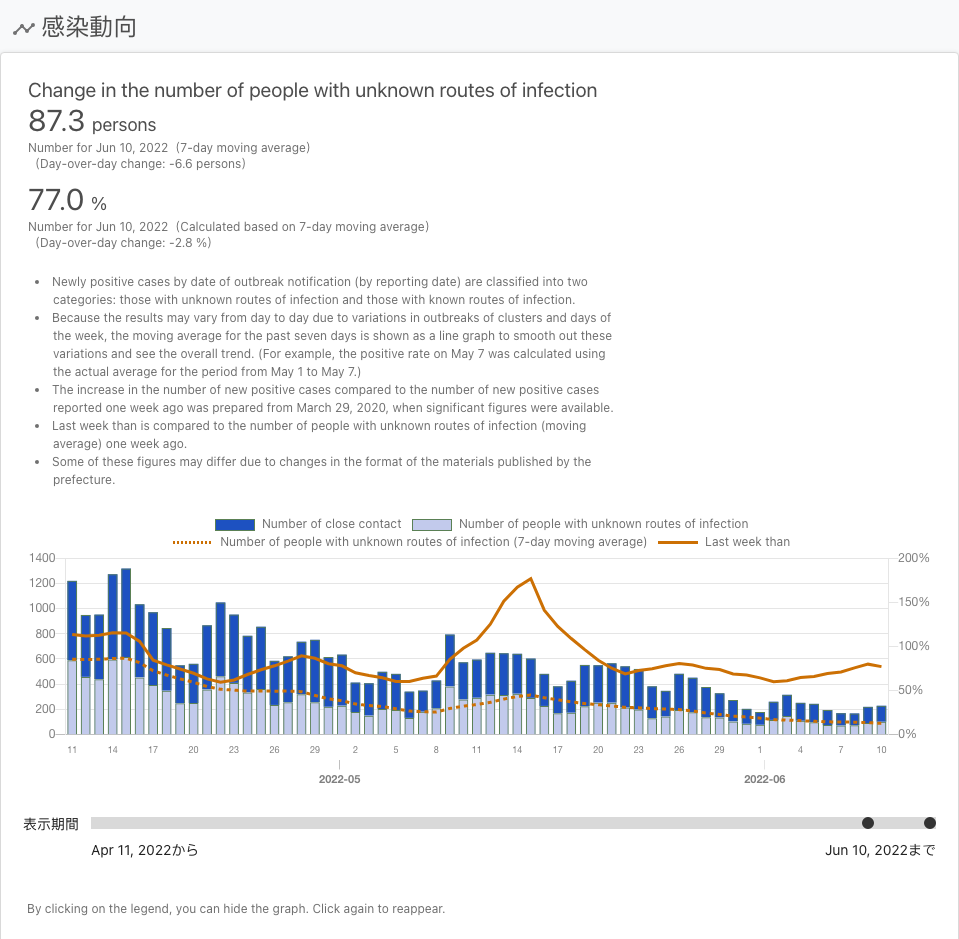 感染動向
Change in the number of people with unknown routes of infection
87.3 persons
Number for Jun 10, 2022 (7-day moving average)
(Day-over-day change: -6.6 persons)
77.0 %
Number for Jun 10, 2022 (Calculated based on 7-day moving average)
(Day-over-day change: -2.8 %)
• Newly positive cases by date of outbreak notification (by reporting date) are classified into two
categories: those with unknown routes of infection and those with known routes of infection.
• Because the results may vary from day to day due to variations in outbreaks of clusters and days of
the week, the moving average for the past seven days is shown as a line graph to smooth out these
variations and see the overall trend. (For example, the positive rate on May 7 was calculated using
the actual average for the period from May 1 to May 7.)
• The increase in the number of new positive cases compared to the number of new positive cases
reported one week ago was prepared from March 29, 2020, when significant figures were available.
• Last week than is compared to the number of people with unknown routes of infection (moving
average) one week ago.
• Some of these figures may differ due to changes in the format of the materials published by the
prefecture.
Number of close contact Number of people with unknown routes of infection
Number of people with unknown routes of infection (7-day moving average) Last week than
1400 200%
1200
1000 150%
800
600 100%
400 50%
200
0 0%
11 14 17 20 23 26 29 2 5 8 11 14 17 20 23 26 29 1 4 7 10
2022-05 2022-06
表示期間
Apr 11, 2022から Jun 10, 2022まで
By clicking on the legend, you can hide the graph. Click again to reappear.